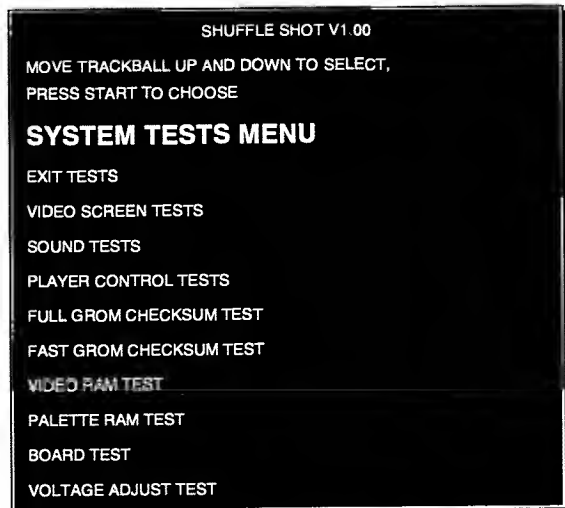 SHUFFLE SHOT V1.00
MOVE TRACKBALL UP AND DOWN TO SELECT,
PRESS START TO CHOOSE
SYSTEM TESTS MENU
EXIT TESTS
VIDEO SCREEN TESTS
SOUND TESTS
PLAYER CONTROL TESTS
FULL GROM CHECKSUM TEST
FAST GROM CHECKSUM TEST
VIDEO RAM TEST
PALETTE RAM TEST
BOARD TEST
VOLTAGE ADJUST TEST